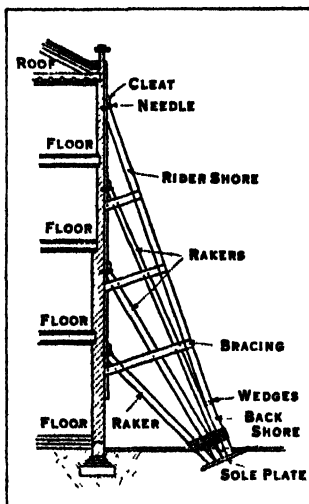 ROOF
CLEAT
NEEDLE
FLOOR
RIDER SHORE
FLOOR
RAKERS
FLOOR
BRACING
RAKER
WEDGES
FLOOR
BACK
SHORE
SOLE PLATE